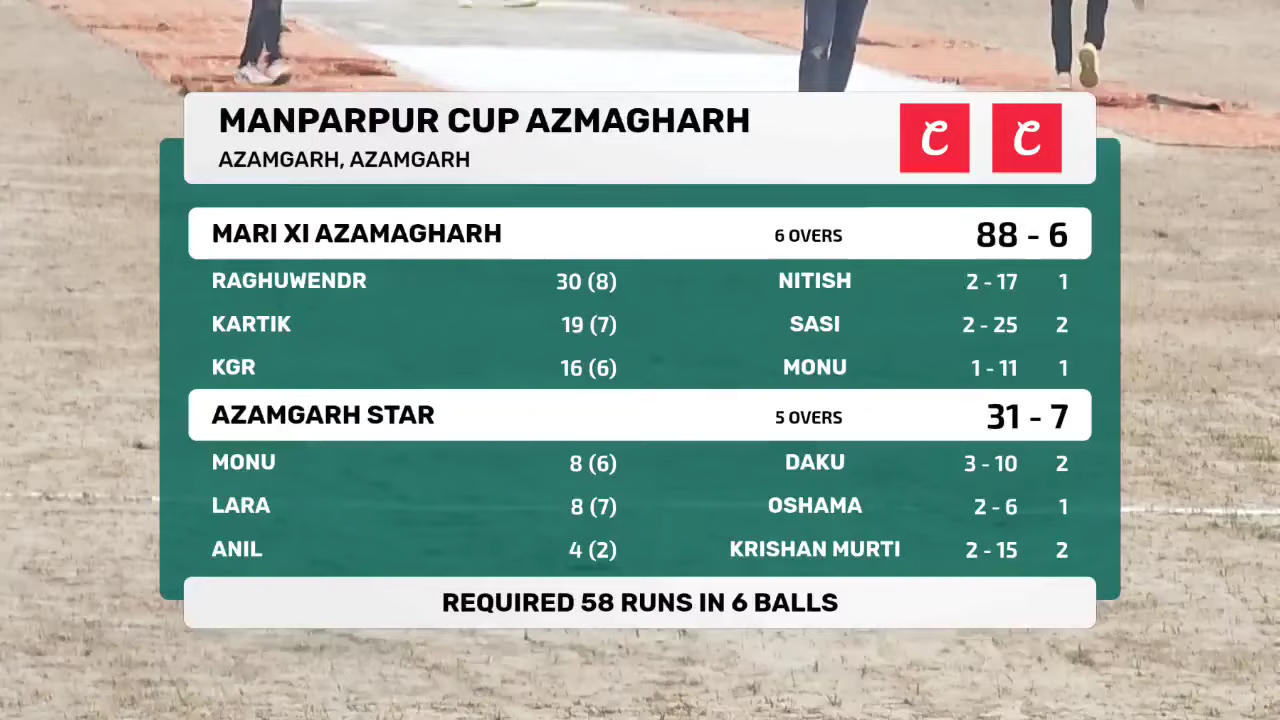 MANPARPUR CUP AZMAGHARH
AZAMGARH, AZAMGARH
C C
MARI XI AZAMAGHARH 6 OVERS 88 - 6
RAGHUWENDR 30 (8) NITISH 2 - 17 1
KARTIK 19 (7) SASI 2 - 25 2
KGR 16 (6) MONU 1 - 11 1
AZAMGARH STAR 5 OVERS 31 - 7
MONU 8 (6) DAKU 3 - 10 2
LARA 8 (7) OSHAMA 2 - 6 1
ANIL 4 (2) KRISHAN MURTI 2 - 15 2
REQUIRED 58 RUNS IN 6 BALLS